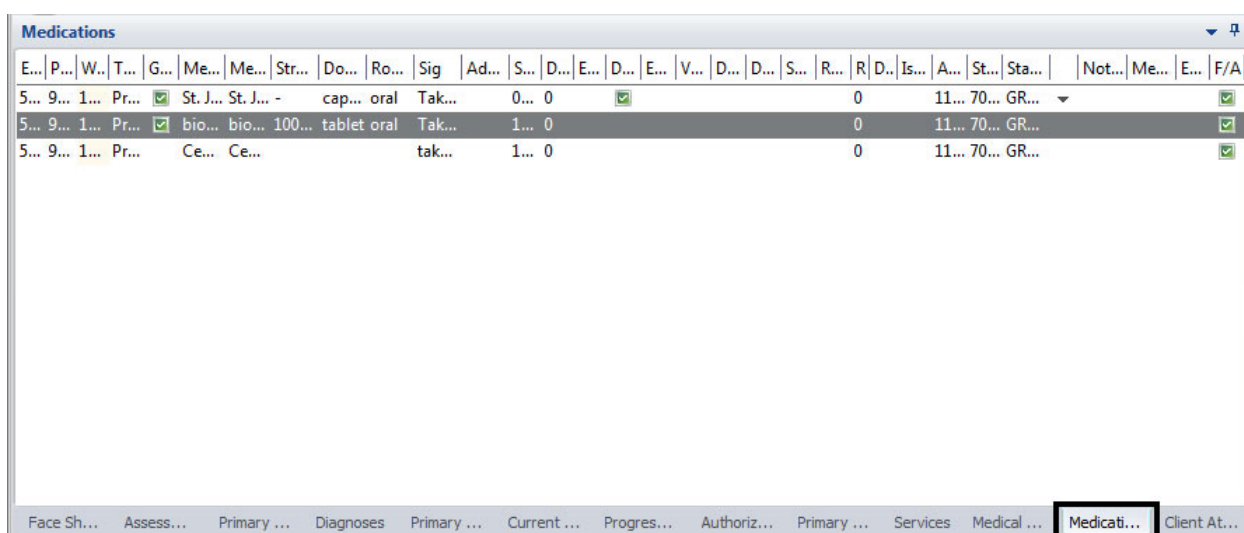 Medications
E... P... W... T... G... Me... Me... Str... Do... Ro... Sig Ad... S... D... E... D... E... V... D... D... S... R... R D... Is... A... St... Sta... Not... Me... E... F/A
5... 9... 1... Pr... St. J... St. J... - cap... oral Tak... 0... 0 0 11... 70... GR...
5... 9... 1... Pr... bio... bio... 100... tablet oral Tak... 1... 0 0 11... 70... GR...
5... 9... 1... Pr... Ce... Ce... tak... 1... 0 0 11... 70... GR...
Face Sh... Assess... Primary ... Diagnoses Primary ... Current ... Progres... Authoriz... Primary ... Services Medical ... Medicati... Client At...